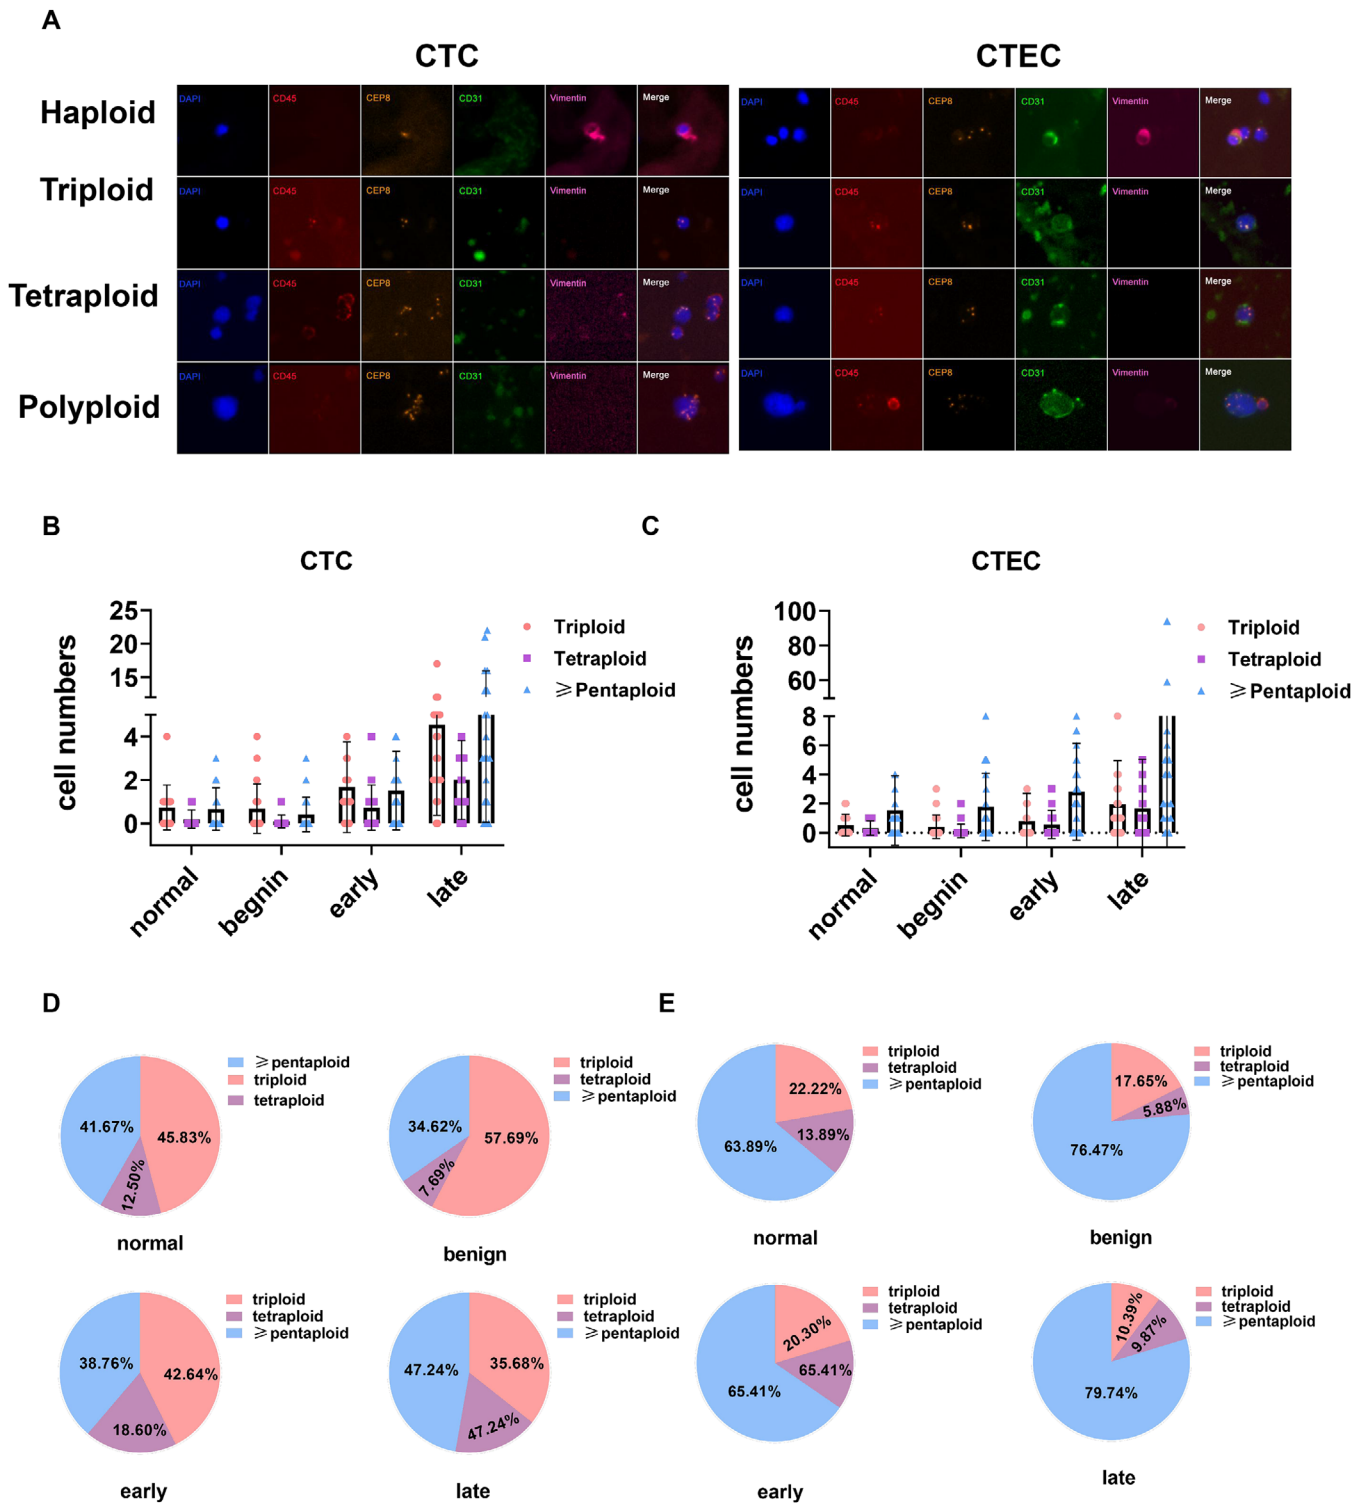 A
CTC
CTEC
Haploid
DAPI CD45 CEP8 CD31 Vimentin Merge
DAPI CD45 CEP8 CD31 Vimentin Merge
Triploid
DAPI CD45 CEP8 CD31 Vimentin Merge
DAPI CD45 CEP8 CD31 Vimentin Merge
Tetraploid
DAPI CD45 CEP8 CD31 Vimentin Merge
DAPI CD45 CEP8 CD31 Vimentin Merge
Polyploid
DAPI CD45 CEP8 CD31 Vimentin Merge
DAPI CD45 CEP8 CD31 Vimentin Merge
B
CTC
cell numbers
25
20
15
4
2
0
normal
begnin
early
late
Triploid
Tetraploid
⩾Pentaploid
C
CTEC
cell numbers
100
80
60
8
6
4
2
0
normal
begnin
early
late
Triploid
Tetraploid
⩾Pentaploid
D
41.67%
45.83%
12.50%
⩾pentaploid
triploid
tetraploid
normal
34.62%
57.69%
7.69%
triploid
tetraploid
⩾pentaploid
benign
38.76%
42.64%
18.60%
triploid
tetraploid
⩾pentaploid
early
47.24%
35.68%
47.24%
triploid
tetraploid
⩾pentaploid
late
E
22.22%
13.89%
63.89%
triploid
tetraploid
⩾pentaploid
normal
17.65%
5.88%
76.47%
triploid
tetraploid
⩾pentaploid
benign
20.30%
65.41%
65.41%
triploid
tetraploid
⩾pentaploid
early
10.39%
9.87%
79.74%
triploid
tetraploid
⩾pentaploid
late